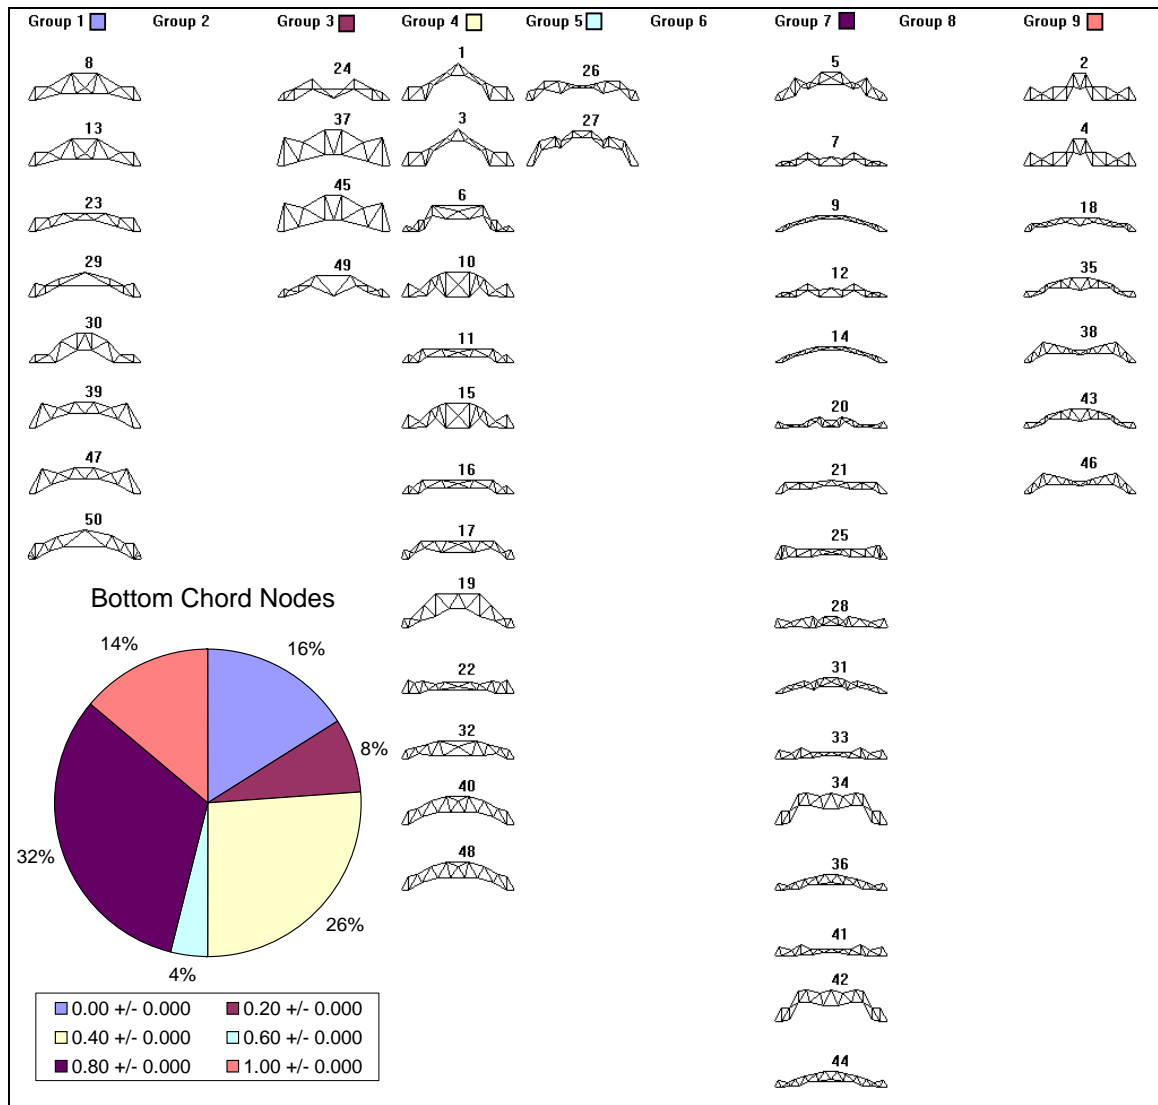 Group 1 Group 2 Group 3 Group 4 Group 5 Group 6 Group 7 Group 8 Group 9
8 24 1 26 5 2
13 37 3 27 7 4
23 45 6 9 18
29 49 10 12 35
30 11 14 38
39 15 20 43
47 16 21 46
50 17 25
19 28
22 31
32 33
40 34
48 36
41
42
44
Bottom Chord Nodes
14% 16%
8%
32%
26%
4%
0.00 +/- 0.000 0.20 +/- 0.000
0.40 +/- 0.000 0.60 +/- 0.000
0.80 +/- 0.000 1.00 +/- 0.000